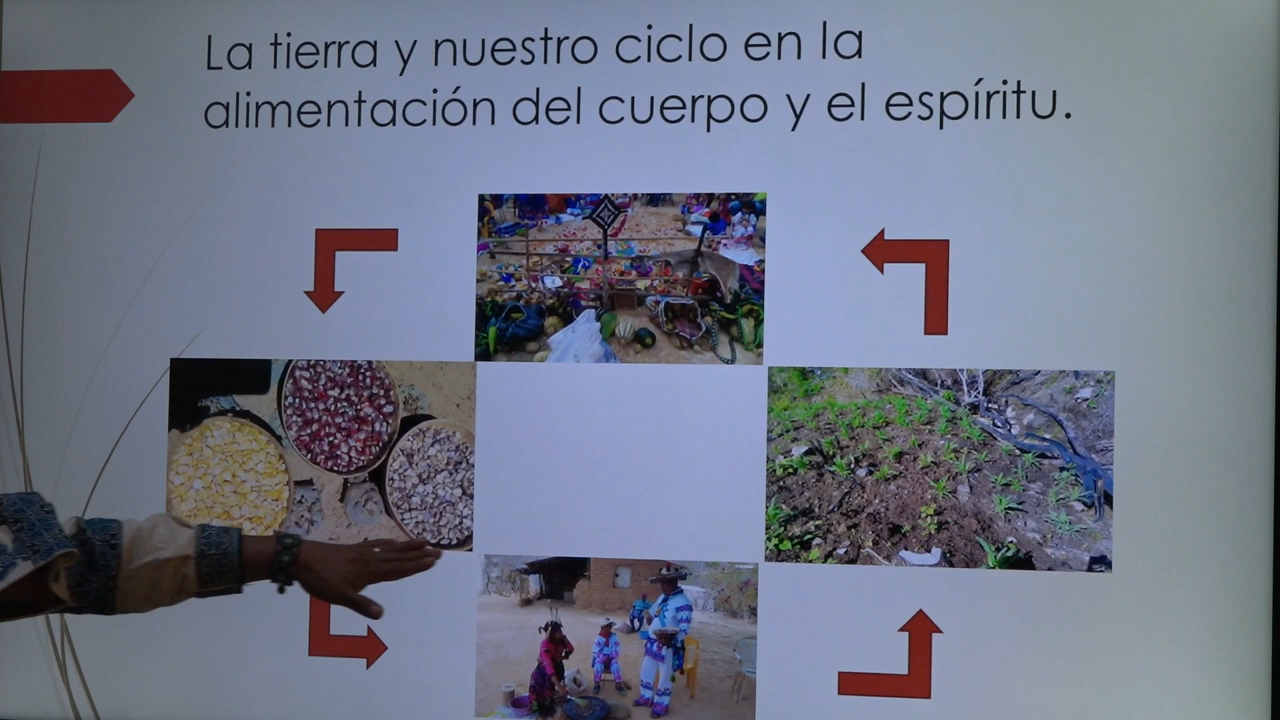 La tierra y nuestro ciclo en la
alimentación del cuerpo y el espíritu.